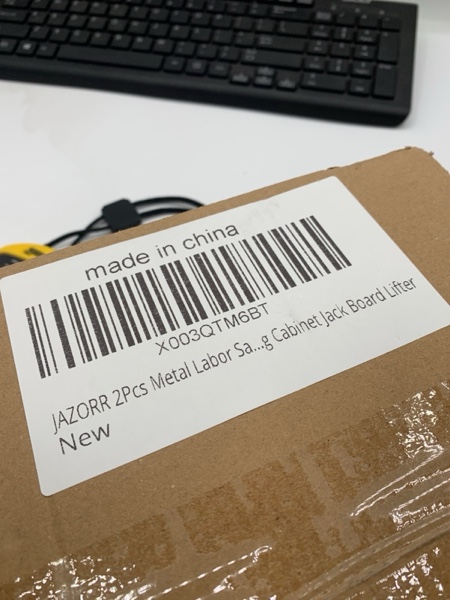 made in china
X003QTM6BT
JAZORR 2Pcs Metal Labor Sa...g Cabinet Jack Board Lifter
New